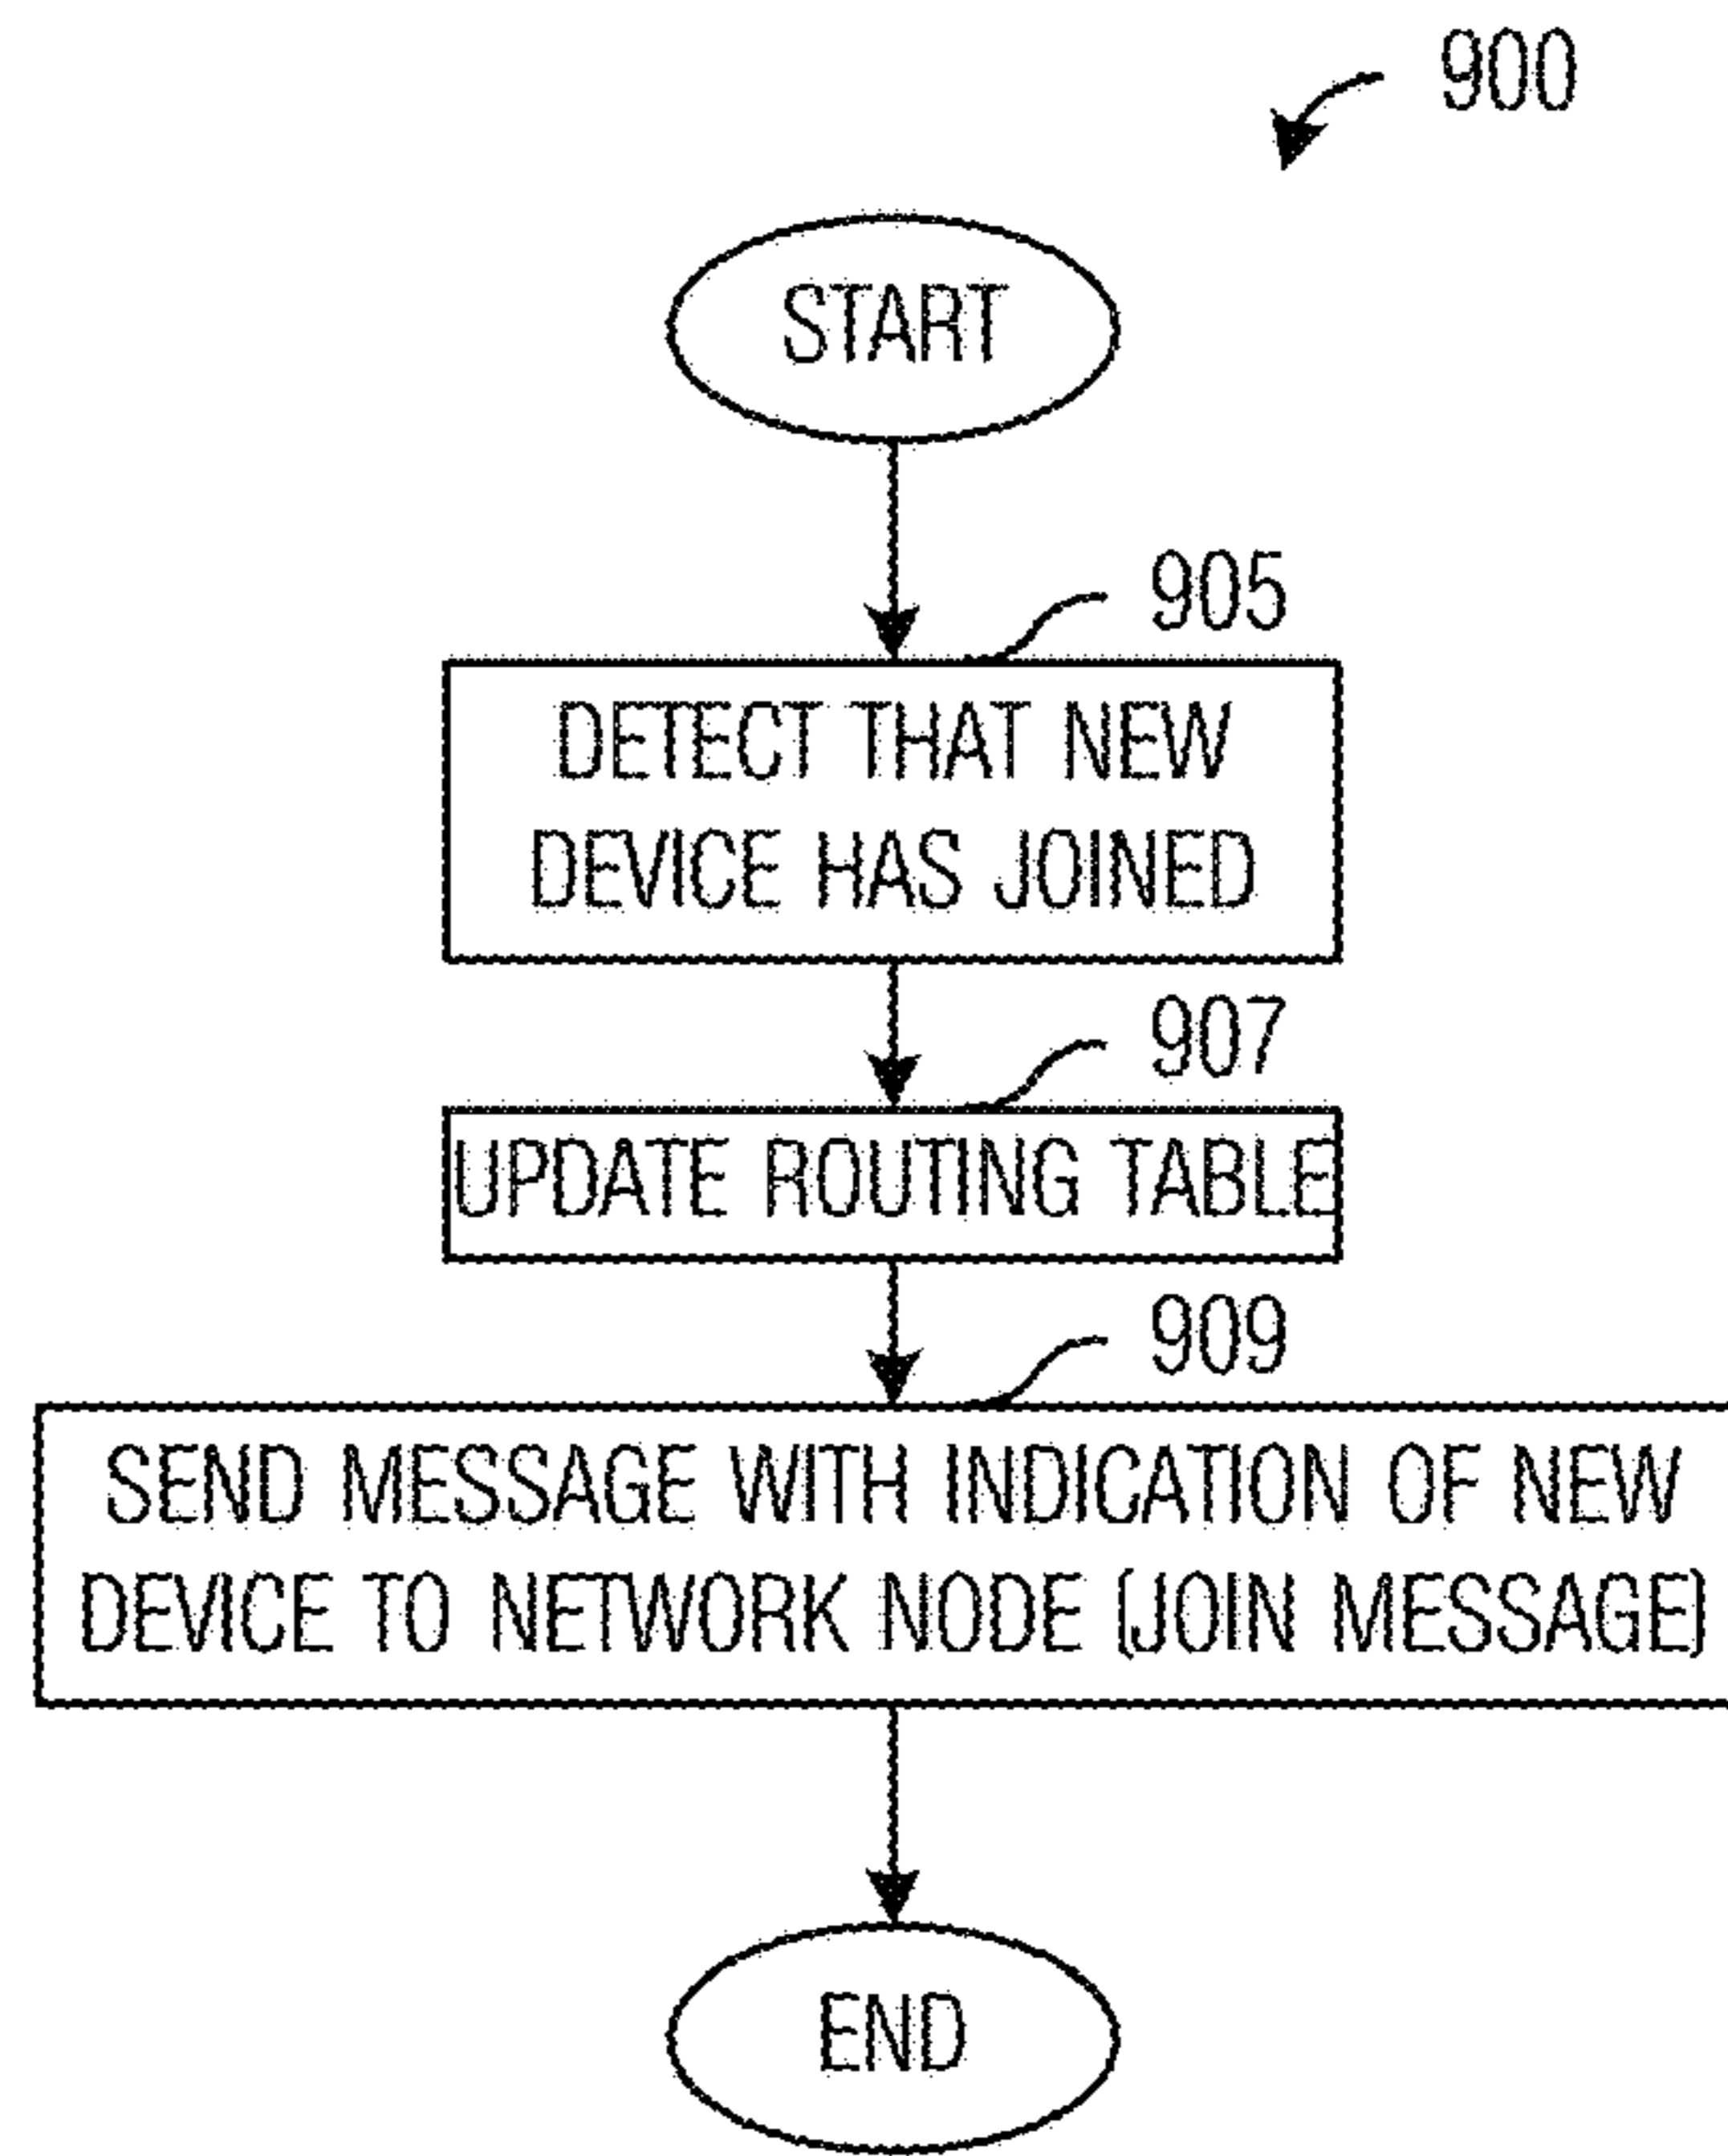 900
START
905
DETECT THAT NEW
DEVICE HAS JOINED
907
UPDATE ROUTING TABLE
909
SEND MESSAGE WITH INDICATION OF NEW
DEVICE TO NETWORK NODE (JOIN MESSAGE)
END